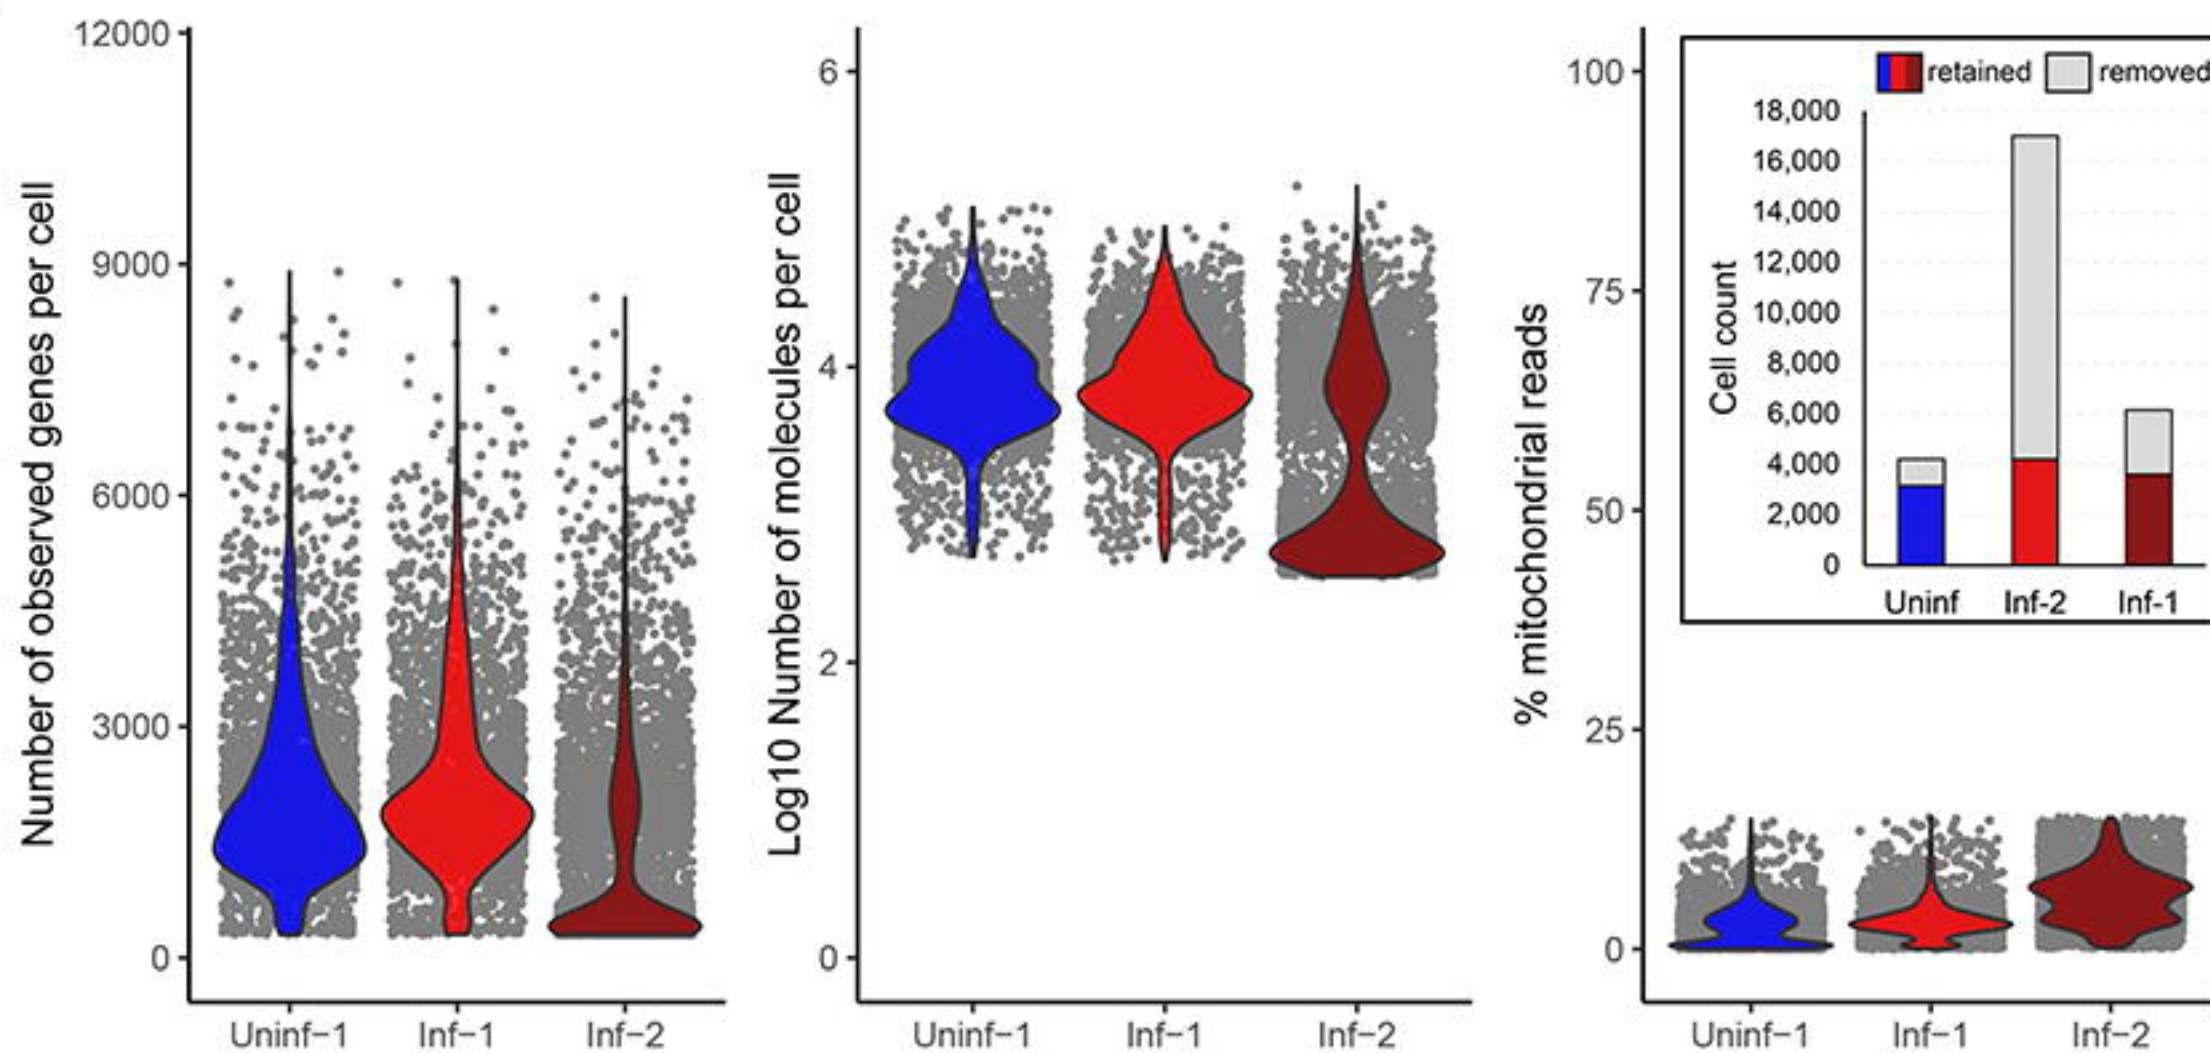 Number of observed genes per cell
12000
9000
6000
3000
0
Uninf-1
Inf-1
Inf-2
Log10 Number of molecules per cell
6
4
2
0
Uninf-1
Inf-1
Inf-2
% mitochondrial reads
100
75
50
25
0
Uninf-1
Inf-1
Inf-2
retained
removed
Cell count
18,000
16,000
14,000
12,000
10,000
8,000
6,000
4,000
2,000
0
Uninf
Inf-2
Inf-1